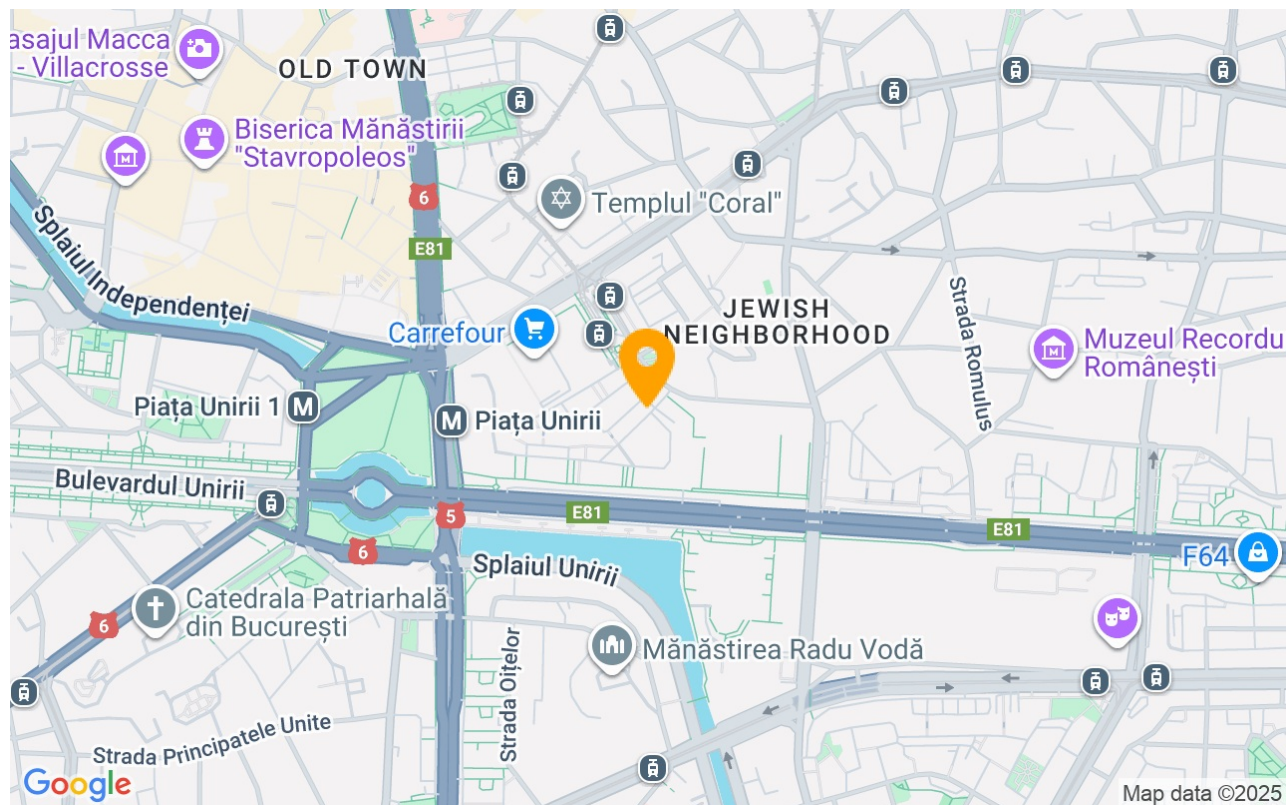 asajul Macca
- Villacrosse
OLD TOWN
Biserica Mănăstirii
"Stavropoleos"
M
6
Templul "Coral"
E81
Splaiul Independenței
JEWISH
NEIGHBORHOOD
Carrefour
Strada Romulus
M
Muzeul Recordu
Românești
Piața Unirii 1
M
M
Piața Unirii
Bulevardul Unirii
5
E81
E81
6
F64
Splaiul Unirii
Catedrala Patriarhală
din București
6
Strada Oițelor
Mănăstirea Radu Vodă
Strada Principatele Unite
Google
Map data ©2025